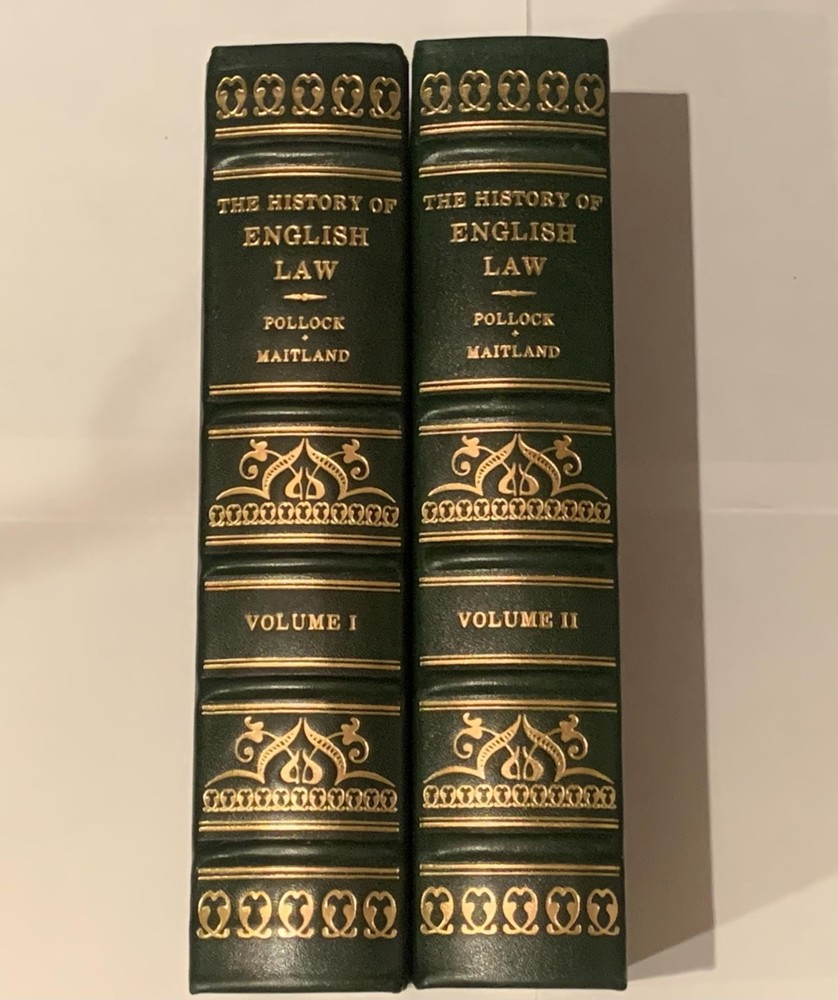 THE HISTORY OF
ENGLISH
LAW
POLLOCK
MAITLAND
VOLUME I
THE HISTORY OF
ENGLISH
LAW
POLLOCK
MAITLAND
VOLUME II